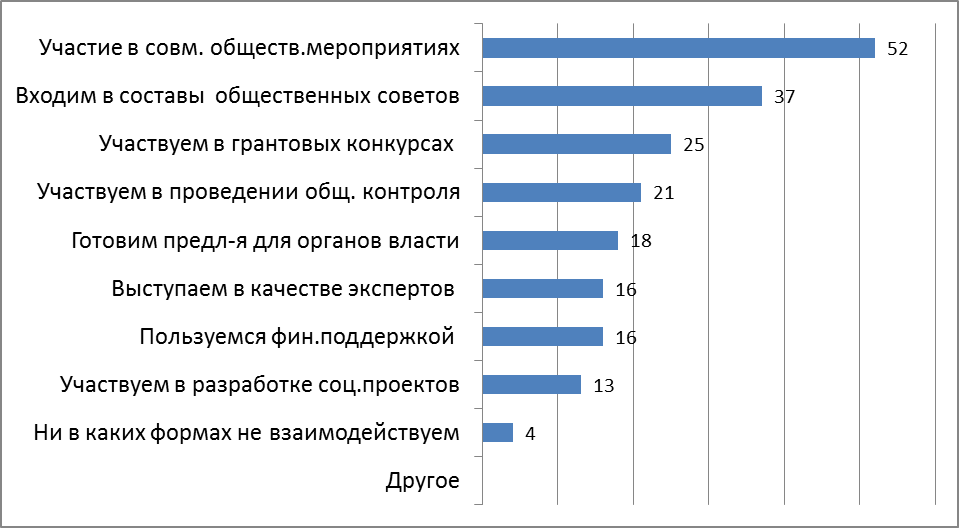 Участие в совм. обществ.мероприятиях 52
Входим в составы общественных советов 37
Участвуем в грантовых конкурсах 25
Участвуем в проведении общ. контроля 21
Готовим предл-я для органов власти 18
Выступаем в качестве экспертов 16
Пользуемся фин.поддержкой 16
Участвуем в разработке соц.проектов 13
Ни в каких формах не взаимодействуем 4
Другое